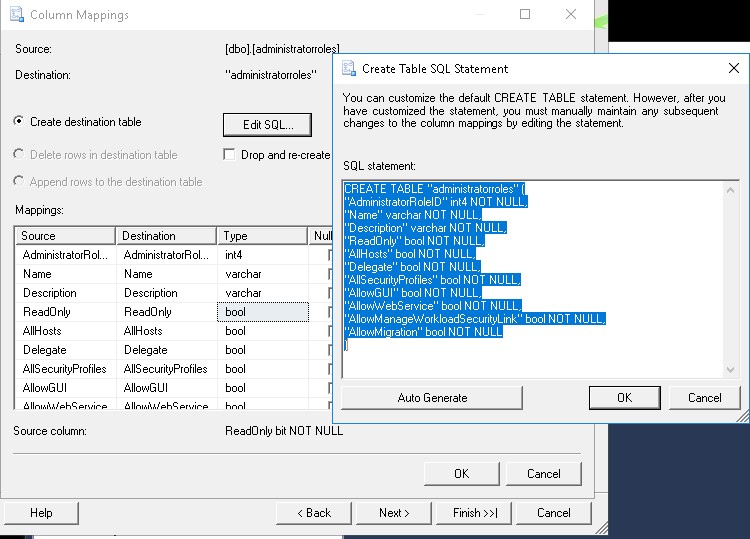 Column Mappings
Source:
[dbo].[administratorroles]
Destination:
"administratorroles"
Create destination table
Edit SQL...
Delete rows in destination table
Drop and re-create
Append rows to the destination table
Mappings:
Source Destination Type Null
AdministratorRol... AdministratorRol... int4
Name Name varchar
Description Description varchar
ReadOnly ReadOnly bool
AllHosts AllHosts bool
Delegate Delegate bool
AllSecurityProfiles AllSecurityProfiles bool
AllowGUI AllowGUI bool
AllowWebService AllowWebService bool
Source column:
ReadOnly bit NOT NULL
OK
Cancel
Help
< Back
Next >
Finish >>|
Cancel
Create Table SQL Statement
You can customize the default CREATE TABLE statement. However, after you
have customized the statement, you must manually maintain any subsequent
changes to the column mappings by editing the statement.
SQL statement:
CREATE TABLE "administratorroles" (
"AdministratorRoleID" int4 NOT NULL,
"Name" varchar NOT NULL,
"Description" varchar NOT NULL,
"ReadOnly" bool NOT NULL,
"AllHosts" bool NOT NULL,
"Delegate" bool NOT NULL,
"AllSecurityProfiles" bool NOT NULL,
"AllowGUI" bool NOT NULL,
"AllowWebService" bool NOT NULL,
"AllowManageWorkloadSecurityLink" bool NOT NULL,
"AllowMigration" bool NOT NULL
)
Auto Generate
OK
Cancel